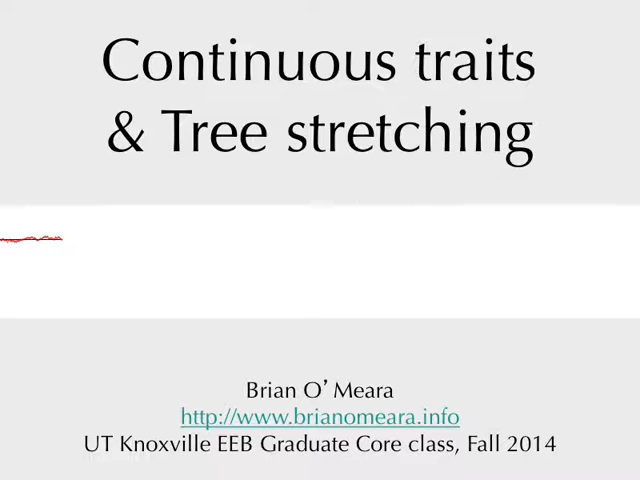 Continuous traits
& Tree stretching
Brian O’Meara
http://www.brianomeara.info
UT Knoxville EEB Graduate Core class, Fall 2014